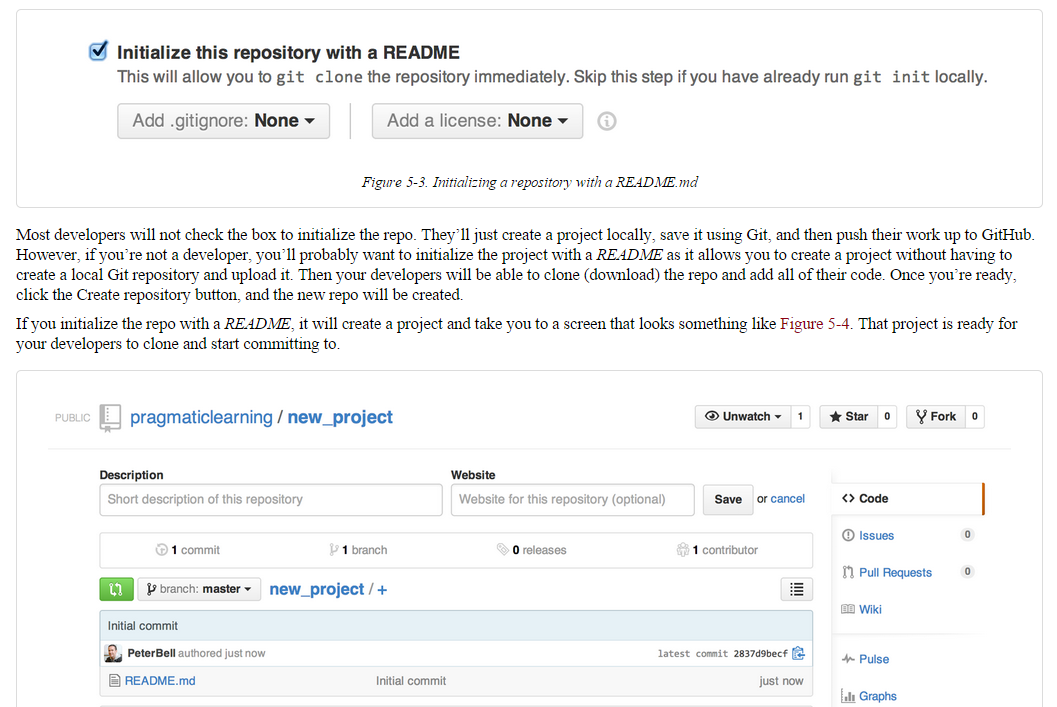 Initialize this repository with a README
This will allow you to git clone the repository immediately. Skip this step if you have already run git init locally.
Add .gitignore: None
Add a license: None
Figure 5-3. Initializing a repository with a README.md
Most developers will not check the box to initialize the repo. They’ll just create a project locally, save it using Git, and then push their work up to GitHub.
However, if you’re not a developer, you’ll probably want to initialize the project with a README as it allows you to create a project without having to
create a local Git repository and upload it. Then your developers will be able to clone (download) the repo and add all of their code. Once you’re ready,
click the Create repository button, and the new repo will be created.
If you initialize the repo with a README, it will create a project and take you to a screen that looks something like Figure 5-4. That project is ready for
your developers to clone and start committing to.
PUBLIC pragmaticlearning / new_project
Unwatch 1 Star 0 Fork 0
Description
Short description of this repository
Website
Website for this repository (optional)
Save or cancel
1 commit 1 branch 0 releases 1 contributor
branch: master new_project / +
Initial commit
PeterBell authored just now
latest commit 2837d9becf
README.md Initial commit just now
Code
Issues 0
Pull Requests 0
Wiki
Pulse
Graphs